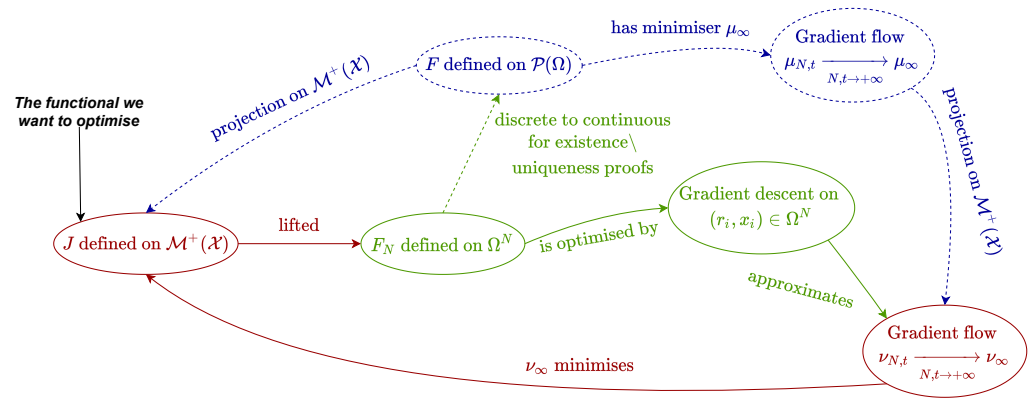 has minimiser μ∞
Gradient flow
μN,t ⟶ μ∞
N,t→+∞
F defined on 𝒫(Ω)
projection on ℳ⁺(𝒳)
The functional we
want to optimise
discrete to continuous
for existence\
uniqueness proofs
projection on ℳ⁺(𝒳)
Gradient descent on
(rᵢ, xᵢ) ∈ Ωᴺ
J defined on ℳ⁺(𝒳)
lifted
F_N defined on Ωᴺ
is optimised by
approximates
Gradient flow
νN,t ⟶ ν∞
N,t→+∞
ν∞ minimises